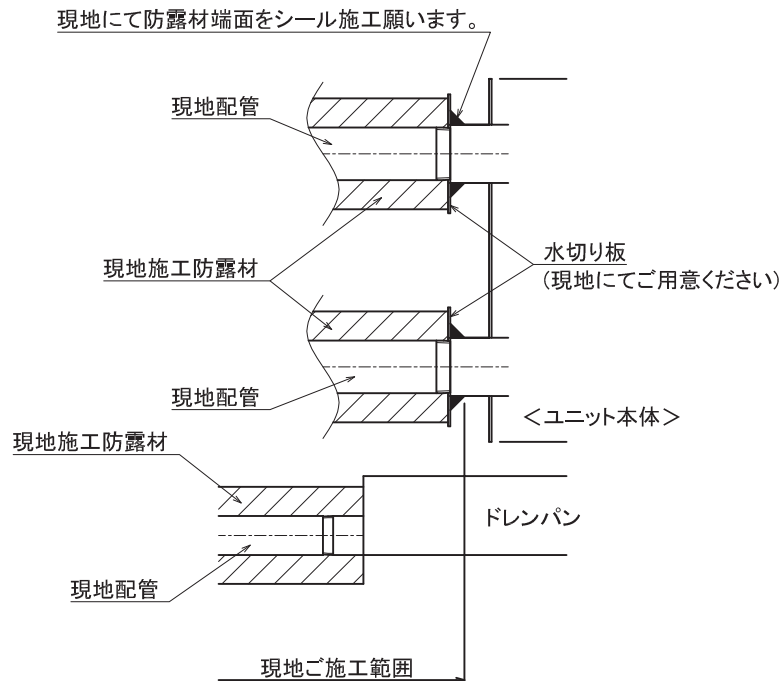 現地にて防露材端面をシール施工願います。
現地配管
現地施工防露材
水切り板
(現地にてご用意ください)
現地配管
<ユニット本体>
現地施工防露材
ドレンパン
現地配管
現地ご施工範囲